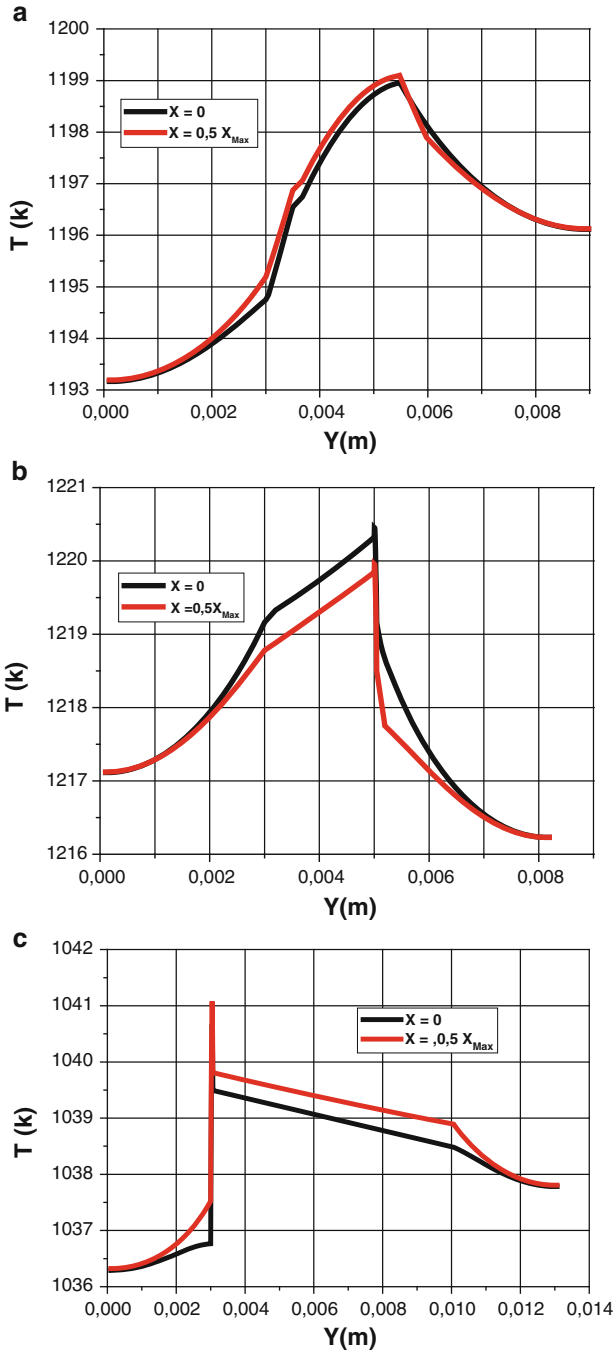 a
1200
1199
1198
1197
1196
1195
1194
1193
T (k)
X = 0
X = 0,5 XMax
0,000 0,002 0,004 0,006 0,008
Y(m)
b
1221
1220
1219
1218
1217
1216
T (k)
X = 0
X =0,5XMax
0,000 0,002 0,004 0,006 0,008
Y(m)
c
1042
1041
1040
1039
1038
1037
1036
T (k)
X = 0
X = ,0,5 XMax
0,000 0,002 0,004 0,006 0,008 0,010 0,012 0,014
Y(m)